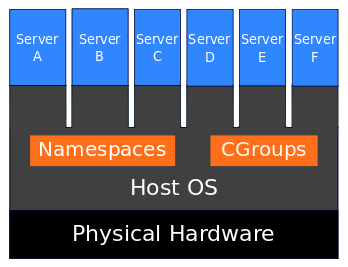 Server
A
Server
B
Server
C
Server
D
Server
E
Server
F
Namespaces
CGroups
Host OS
Physical Hardware